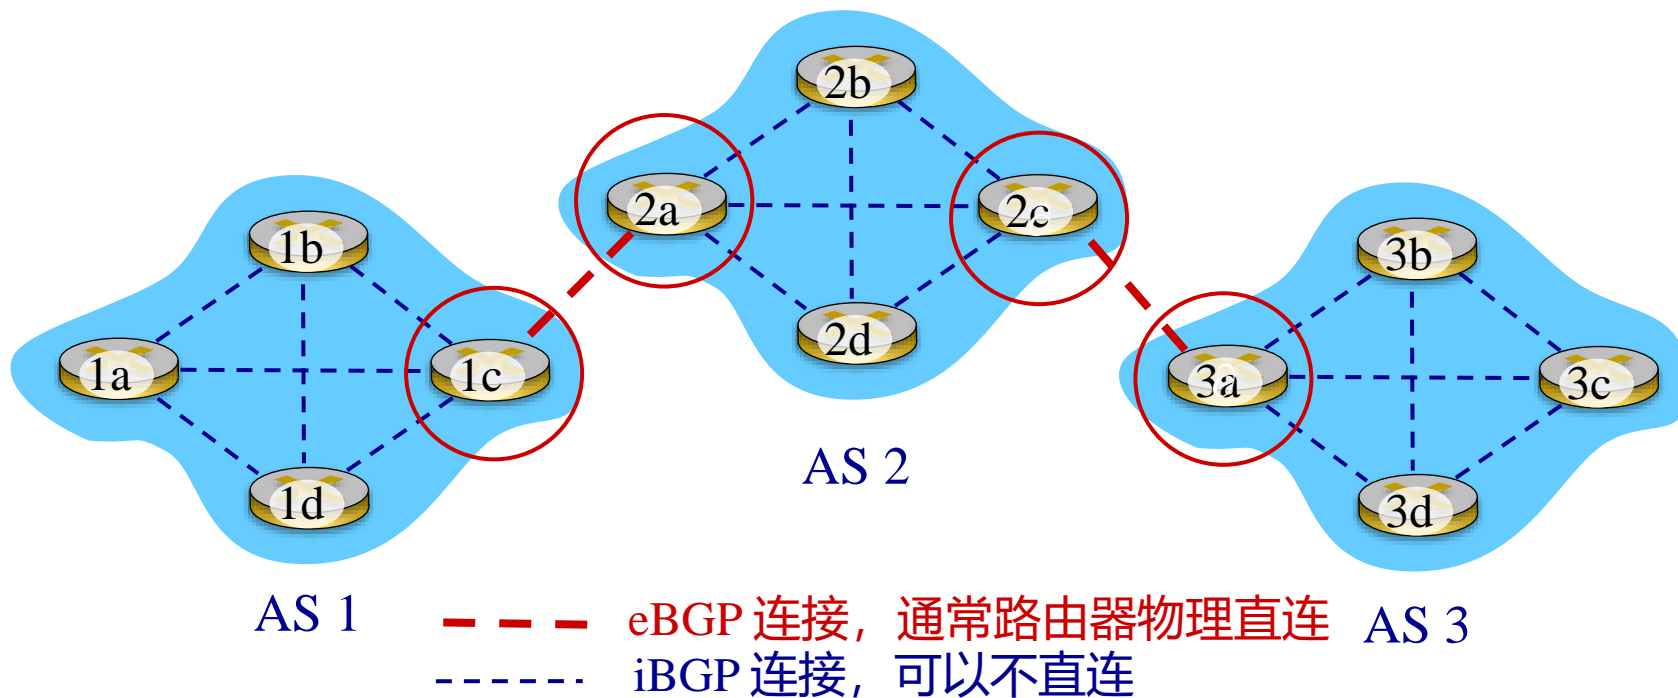 2b
2a
2c
1b
3b
2d
1a
1c
3a
3c
1d
3d
AS 2
AS 1
eBGP 连接，通常路由器物理直连
AS 3
iBGP 连接，可以不直连